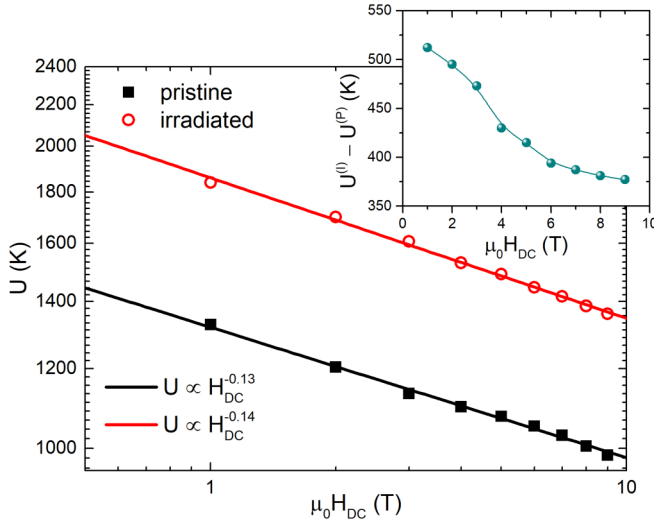 550
500
450
400
350
U⁽ᴵ⁾ − U⁽ᴾ⁾ (K)
0 2 4 6 8 10
μ₀H_DC (T)
2400
2200
2000
1800
1600
1400
1200
1000
U (K)
pristine
irradiated
U ∝ H_DC^-0.13
U ∝ H_DC^-0.14
1 10
μ₀H_DC (T)